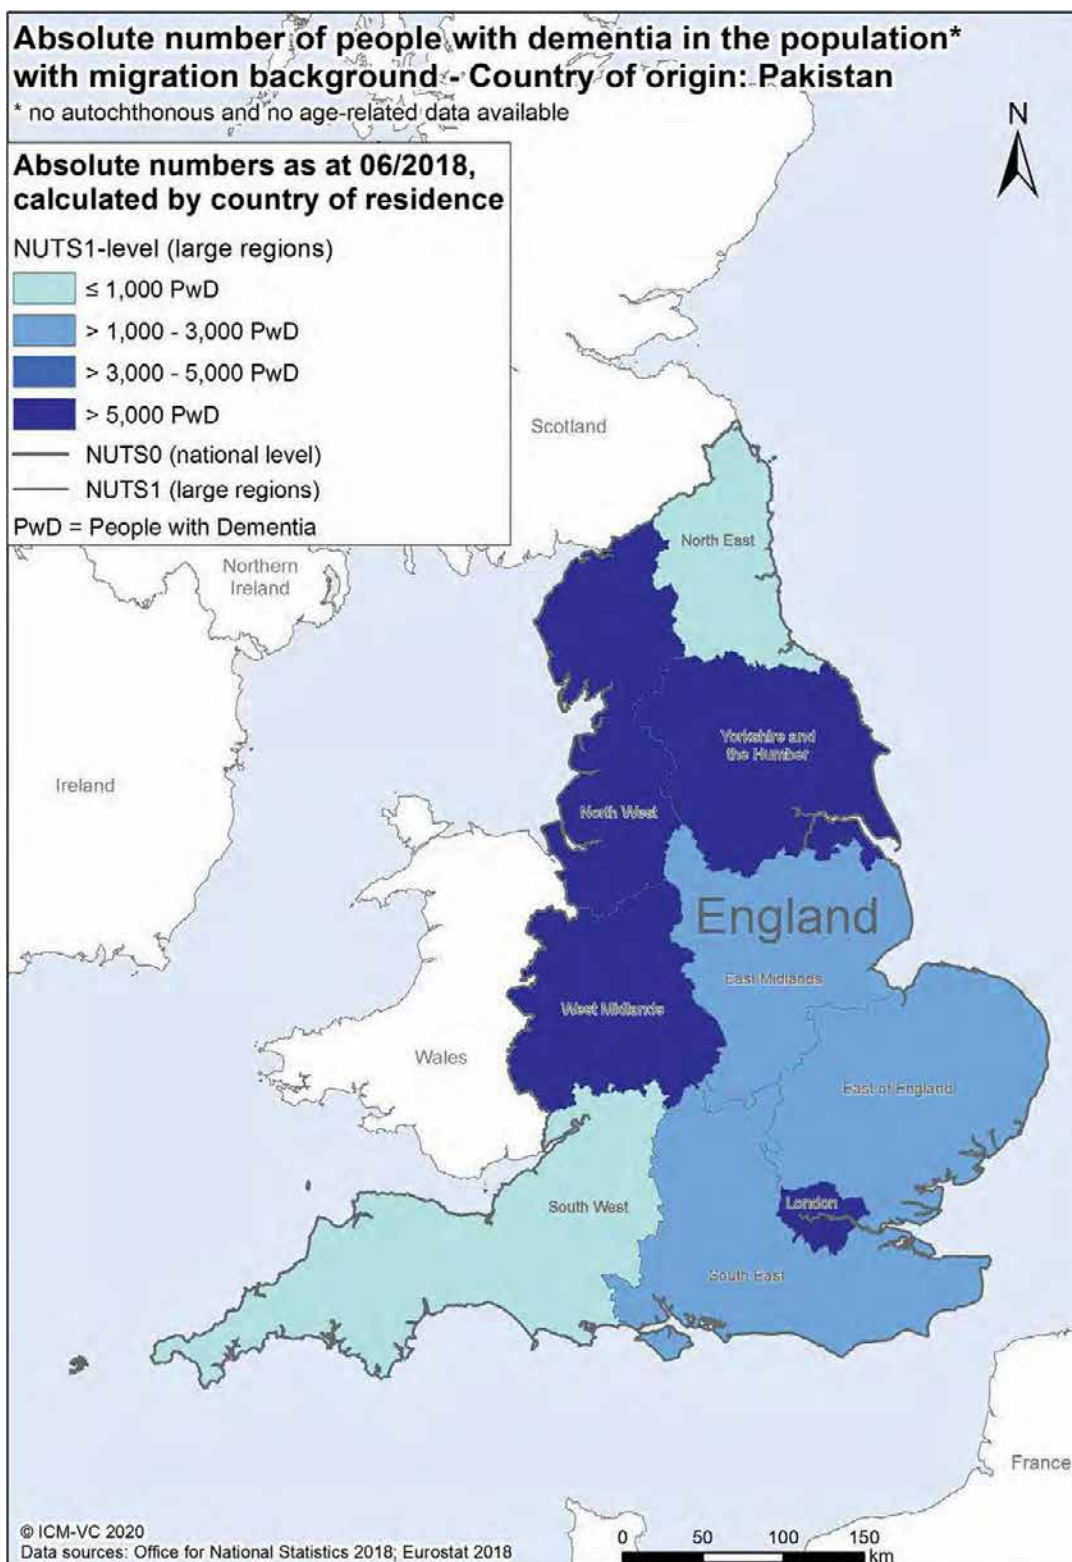 Absolute number of people with dementia in the population*
with migration background - Country of origin: Pakistan
* no autochthonous and no age-related data available
N
Absolute numbers as at 06/2018,
calculated by country of residence
NUTS1-level (large regions)
≤ 1,000 PwD
> 1,000 - 3,000 PwD
> 3,000 - 5,000 PwD
> 5,000 PwD
NUTS0 (national level)
NUTS1 (large regions)
PwD = People with Dementia
Scotland
North East
Northern
Ireland
Yorkshire and
the Humber
Ireland
North West
England
East Midlands
West Midlands
Wales
East of England
London
South West
South East
France
© ICM-VC 2020
Data sources: Office for National Statistics 2018; Eurostat 2018
0 50 100 150
km